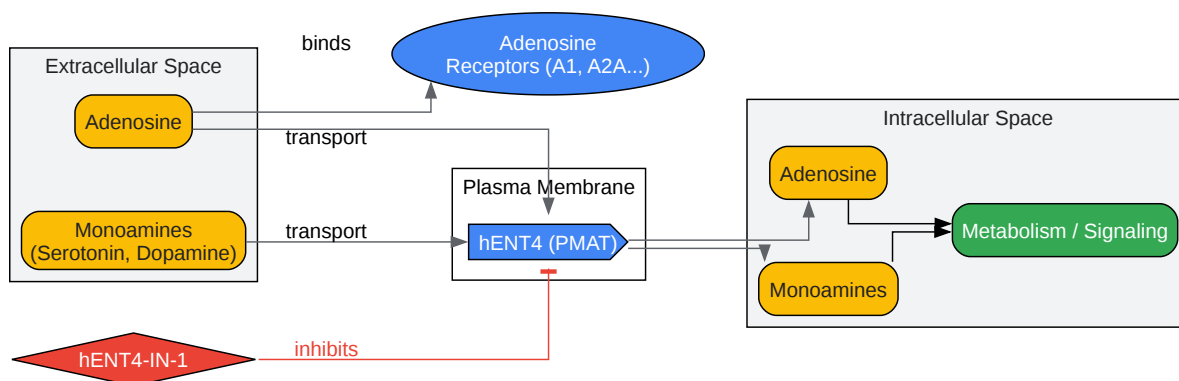 binds
Adenosine
Receptors (A1, A2A...)
Extracellular Space
Adenosine
transport
Monoamines
(Serotonin, Dopamine)
transport
Plasma Membrane
hENT4 (PMAT)
Intracellular Space
Adenosine
Metabolism / Signaling
Monoamines
hENT4-IN-1
inhibits